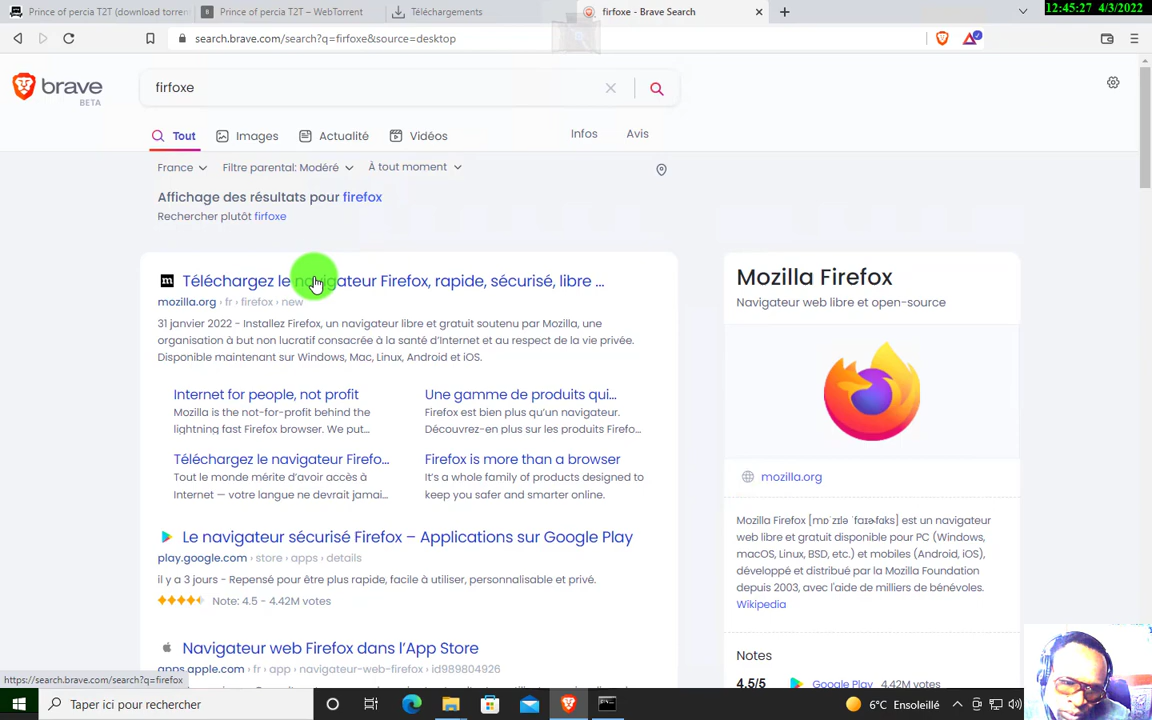 Prince of percia T2T (download torren
Prince of percia T2T – WebTorrent
Téléchargements
firfoxe - Brave Search
12:45:27 4/3/2022
search.brave.com/search?q=firfoxe&source=desktop
brave
BETA
firfoxe
Tout
Images
Actualité
Vidéos
Infos
Avis
France
Filtre parental: Modéré
À tout moment
Affichage des résultats pour firefox
Rechercher plutôt firfoxe
Téléchargez le navigateur Firefox, rapide, sécurisé, libre ...
mozilla.org › fr › firefox › new
31 janvier 2022 - Installez Firefox, un navigateur libre et gratuit soutenu par Mozilla, une
organisation à but non lucratif consacrée à la santé d'Internet et au respect de la vie privée.
Disponible maintenant sur Windows, Mac, Linux, Android et iOS.
Internet for people, not profit
Mozilla is the not-for-profit behind the
lightning fast Firefox browser. We put...
Une gamme de produits qui...
Firefox est bien plus qu'un navigateur.
Découvrez-en plus sur les produits Firefo...
Téléchargez le navigateur Firefo...
Tout le monde mérite d'avoir accès à
Internet — votre langue ne devrait jamai...
Firefox is more than a browser
It's a whole family of products designed to
keep you safer and smarter online.
Le navigateur sécurisé Firefox – Applications sur Google Play
play.google.com › store › apps › details
il y a 3 jours - Repensé pour être plus rapide, facile à utiliser, personnalisable et privé.
Note: 4.5 - 4.42M votes
Navigateur web Firefox dans l'App Store
apps.apple.com › fr › app › navigateur-web-firefox › id989804926
Mozilla Firefox
Navigateur web libre et open-source
mozilla.org
Mozilla Firefox [mɒˈzɪlə ˈfaɪɚfɑks] est un navigateur
web libre et gratuit disponible pour PC (Windows,
macOS, Linux, BSD, etc.) et mobiles (Android, iOS),
développé et distribué par la Mozilla Foundation
depuis 2003, avec l'aide de milliers de bénévoles.
Wikipedia
Notes
4.5/5
Google Play 4.42M votes
https://search.brave.com/search?q=firefox
Taper ici pour rechercher
6°C Ensoleillé